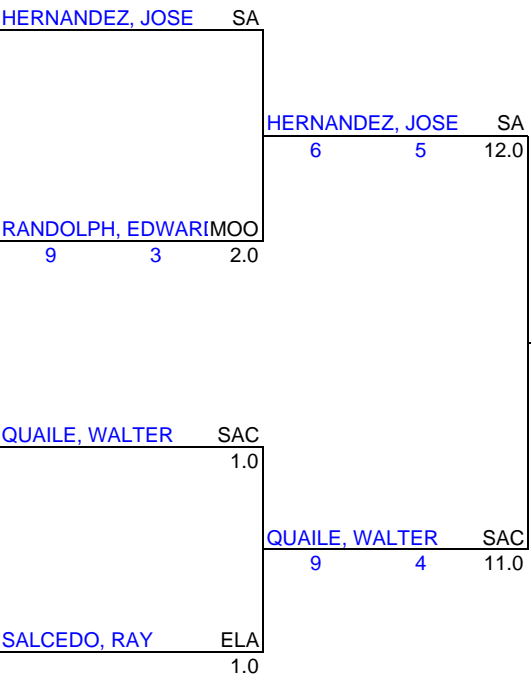 HERNANDEZ, JOSE SA
HERNANDEZ, JOSE SA
6 5 12.0
RANDOLPH, EDWARD MOO
9 3 2.0
QUAILE, WALTER SAC
1.0
QUAILE, WALTER SAC
9 4 11.0
SALCEDO, RAY ELA
1.0